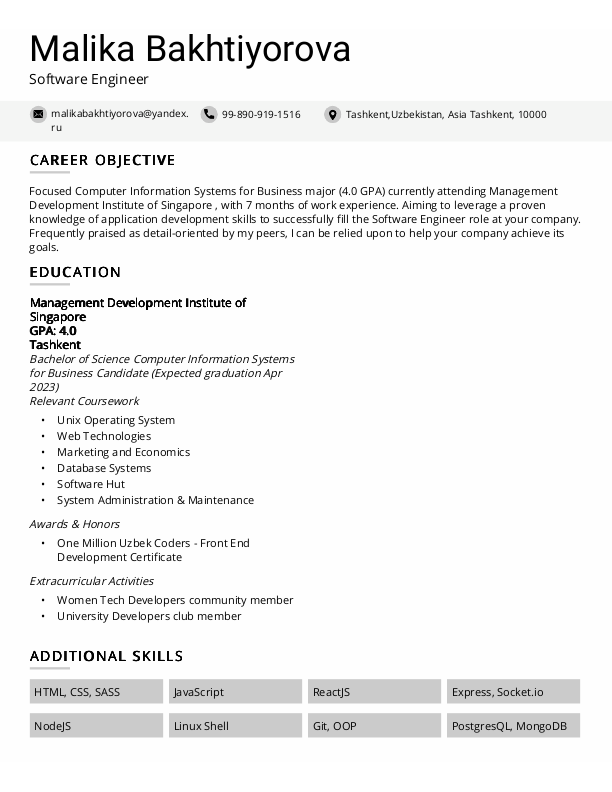 Malika Bakhtiyorova
Software Engineer
malikabakhtiyorova@yandex.
ru
99-890-919-1516
Tashkent,Uzbekistan, Asia Tashkent, 10000
CAREER OBJECTIVE
Focused Computer Information Systems for Business major (4.0 GPA) currently attending Management
Development Institute of Singapore , with 7 months of work experience. Aiming to leverage a proven
knowledge of application development skills to successfully fill the Software Engineer role at your company.
Frequently praised as detail-oriented by my peers, I can be relied upon to help your company achieve its
goals.
EDUCATION
Management Development Institute of
Singapore
GPA: 4.0
Tashkent
Bachelor of Science Computer Information Systems
for Business Candidate (Expected graduation Apr
2023)
Relevant Coursework
• Unix Operating System
• Web Technologies
• Marketing and Economics
• Database Systems
• Software Hut
• System Administration & Maintenance
Awards & Honors
• One Million Uzbek Coders - Front End
Development Certificate
Extracurricular Activities
• Women Tech Developers community member
• University Developers club member
ADDITIONAL SKILLS
HTML, CSS, SASS
JavaScript
ReactJS
Express, Socket.io
NodeJS
Linux Shell
Git, OOP
PostgresQL, MongoDB